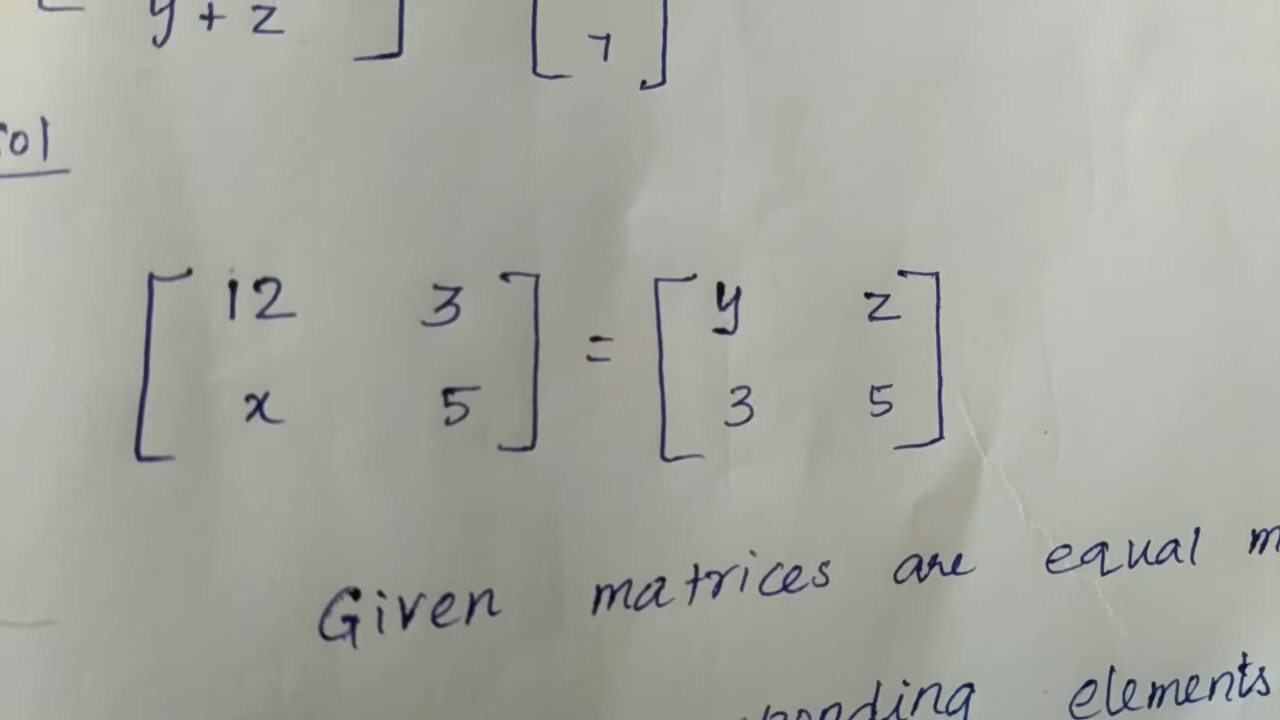 y + z ] [ 7 ]
sol
[ 12 3 ] = [ y z ]
[ x 5 ] [ 3 5 ]
Given matrices are equal
elements